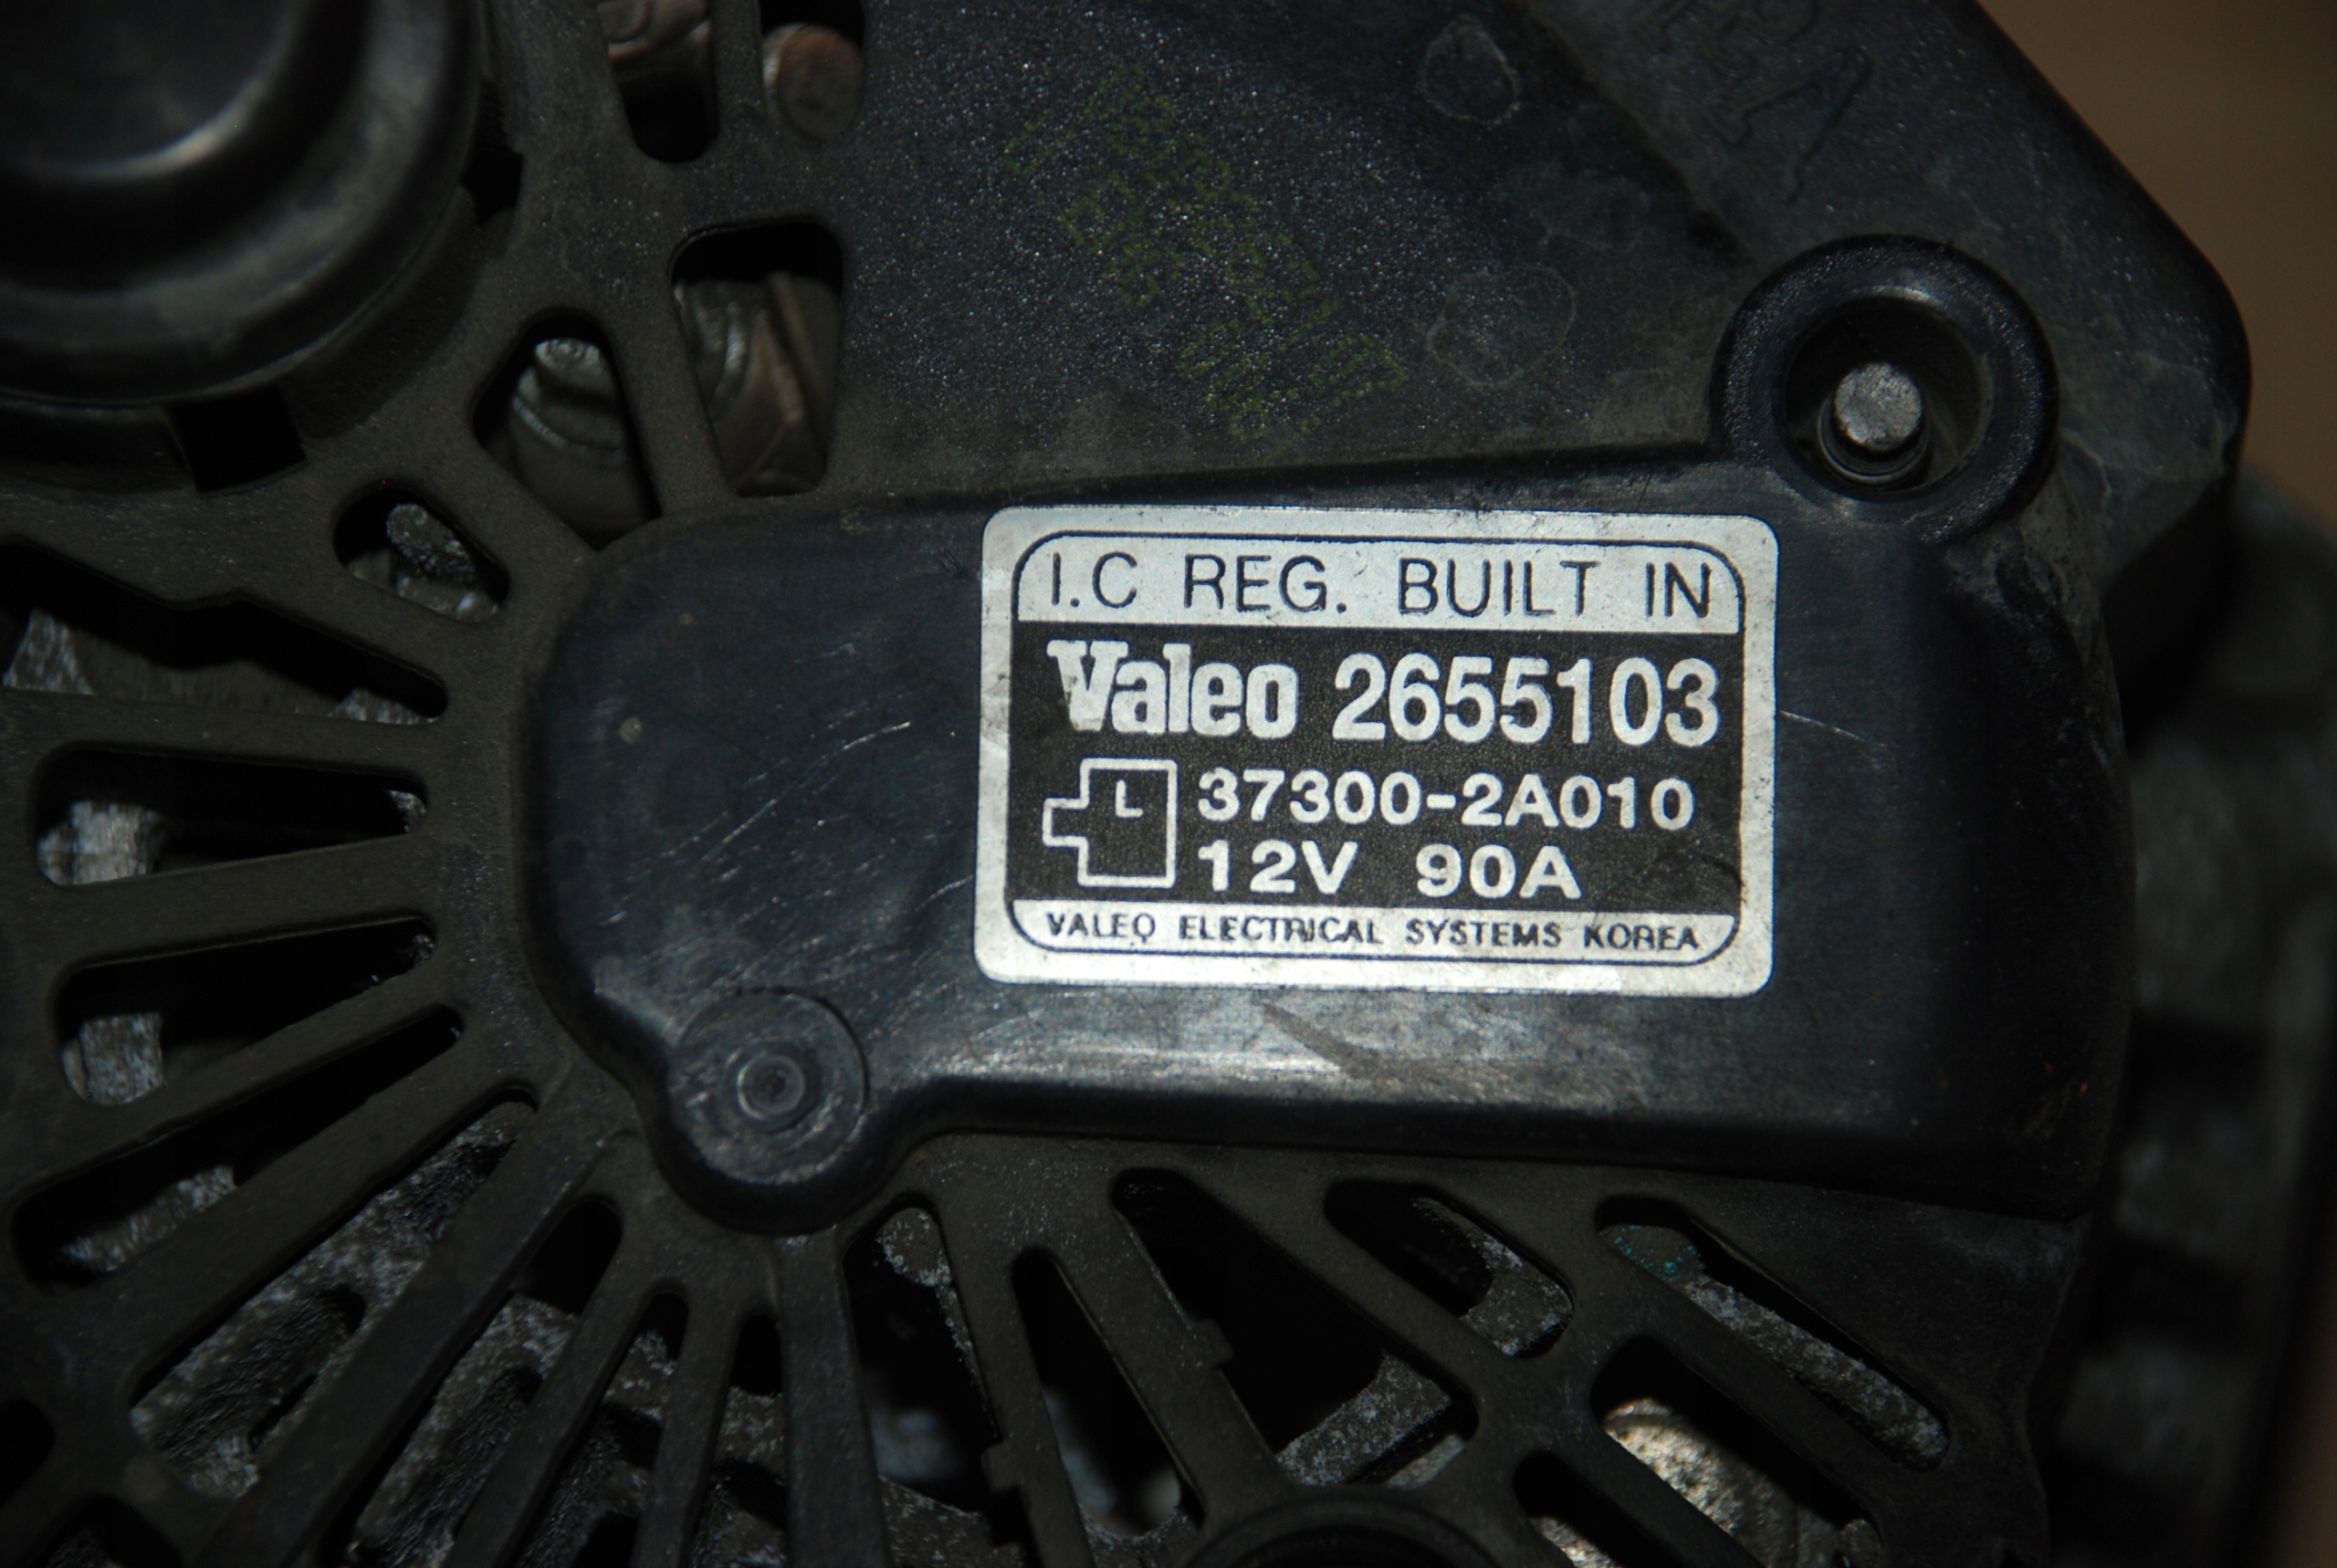 I.C REG. BUILT IN
Valeo 2655103
L 37300-2A010
12V 90A
VALEO ELECTRICAL SYSTEMS KOREA